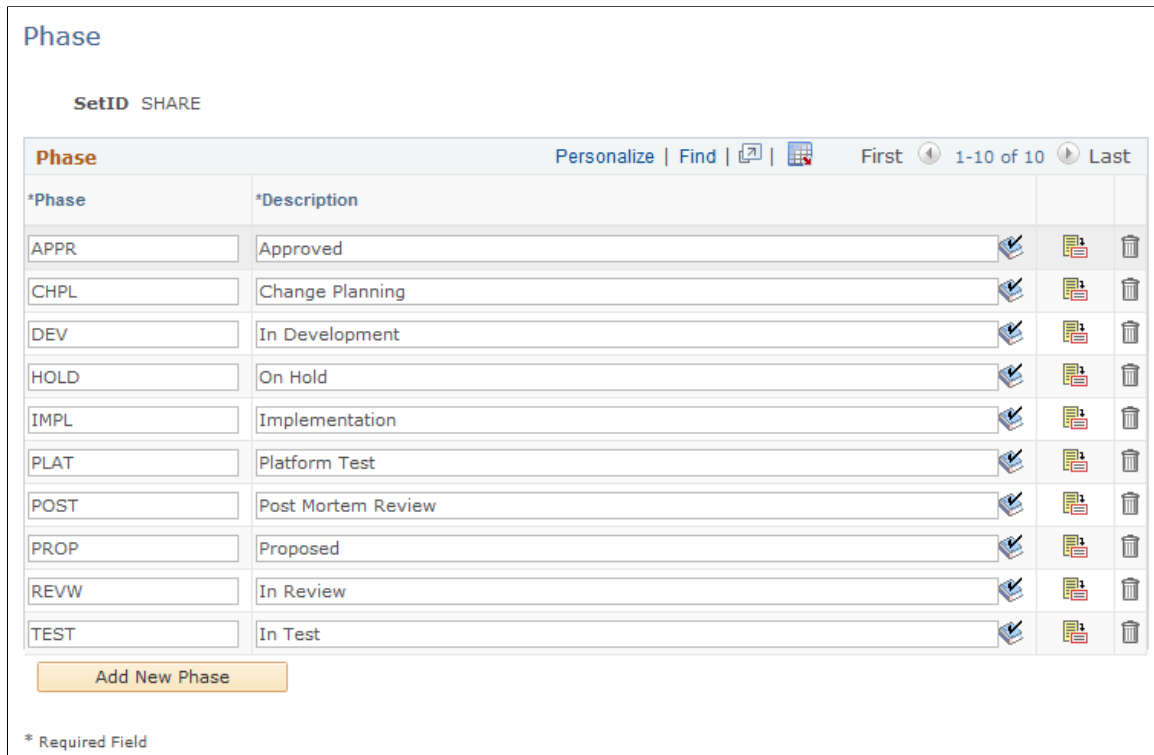 Phase
SetID SHARE
Phase Personalize | Find | | First 1-10 of 10 Last
*Phase *Description
APPR Approved
CHPL Change Planning
DEV In Development
HOLD On Hold
IMPL Implementation
PLAT Platform Test
POST Post Mortem Review
PROP Proposed
REVW In Review
TEST In Test
Add New Phase
* Required Field